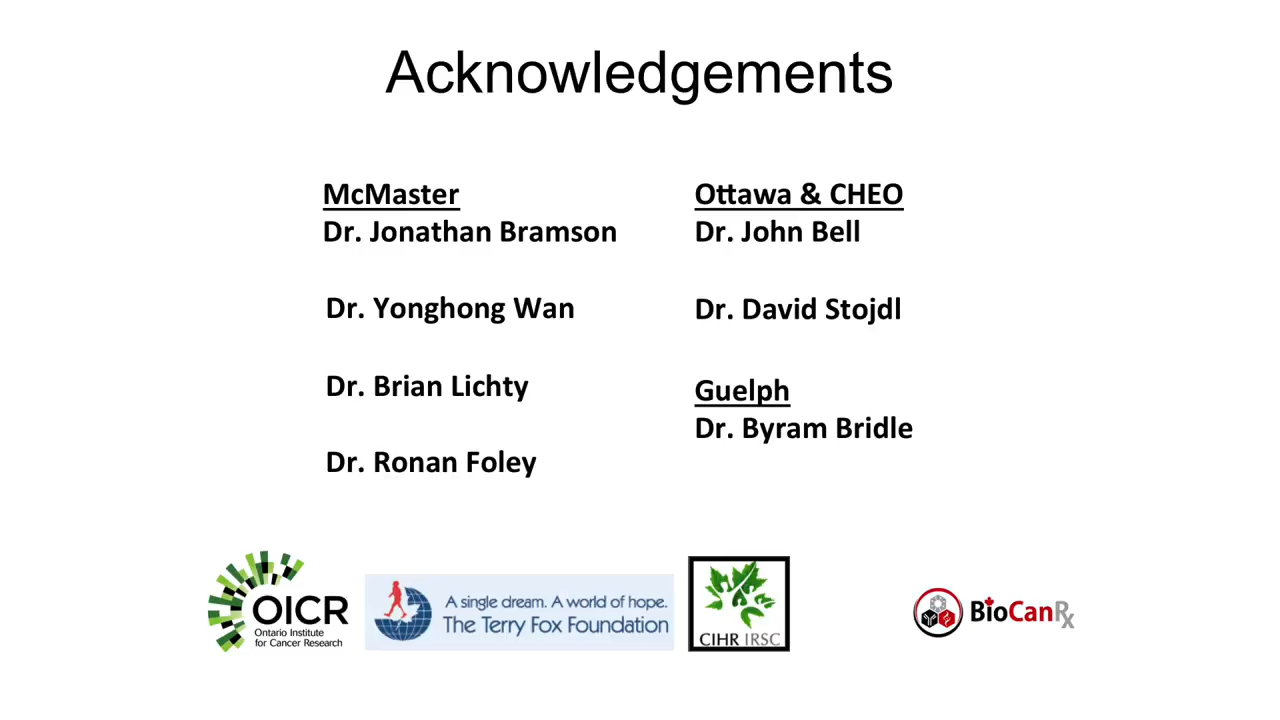 Acknowledgements
McMaster
Dr. Jonathan Bramson
Dr. Yonghong Wan
Dr. Brian Lichty
Dr. Ronan Foley
Ottawa & CHEO
Dr. John Bell
Dr. David Stojdl
Guelph
Dr. Byram Bridle
OICR
Ontario Institute
for Cancer Research
A single dream. A world of hope.
The Terry Fox Foundation
CIHR IRSC
BioCanRx